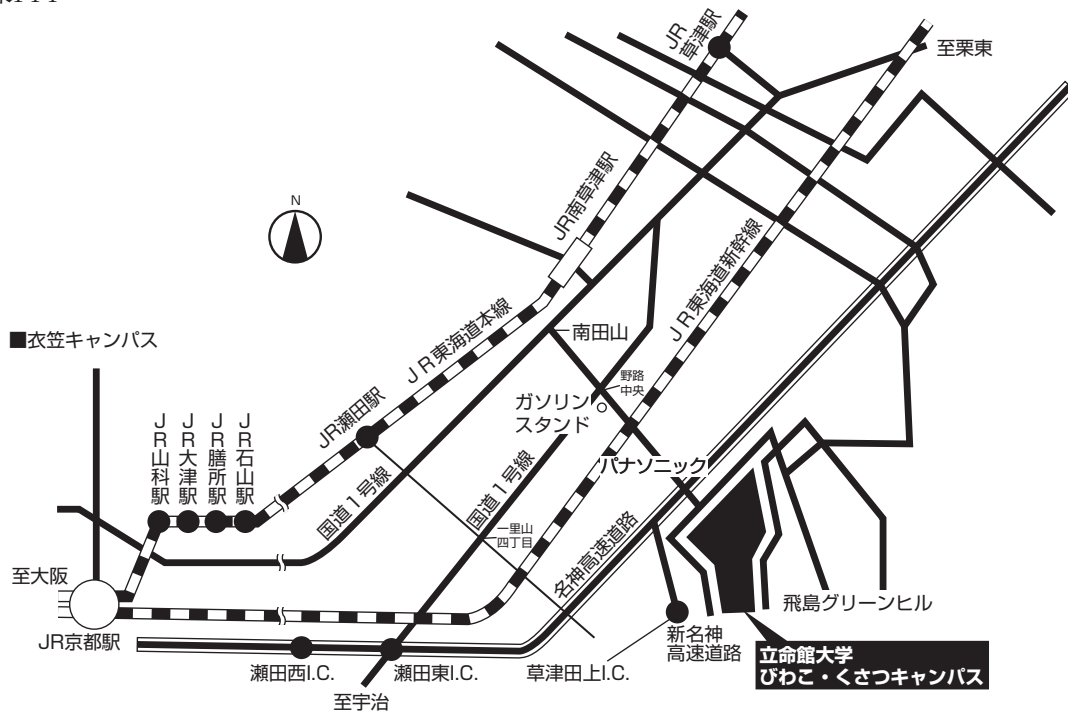 JR
草津駅
至栗東
N
JR南草津駅
JR東海道新幹線
JR東海道本線
南田山
■衣笠キャンパス
野路
中央
ガソリン
スタンド
JR瀬田駅
JR山科駅
JR大津駅
JR膳所駅
JR石山駅
パナソニック
国道1号線
国道1号線
一里山
四丁目
名神高速道路
至大阪
飛島グリーンヒル
JR京都駅
新名神
高速道路
立命館大学
びわこ・くさつキャンパス
瀬田西I.C.
瀬田東I.C.
草津田上I.C.
至宇治